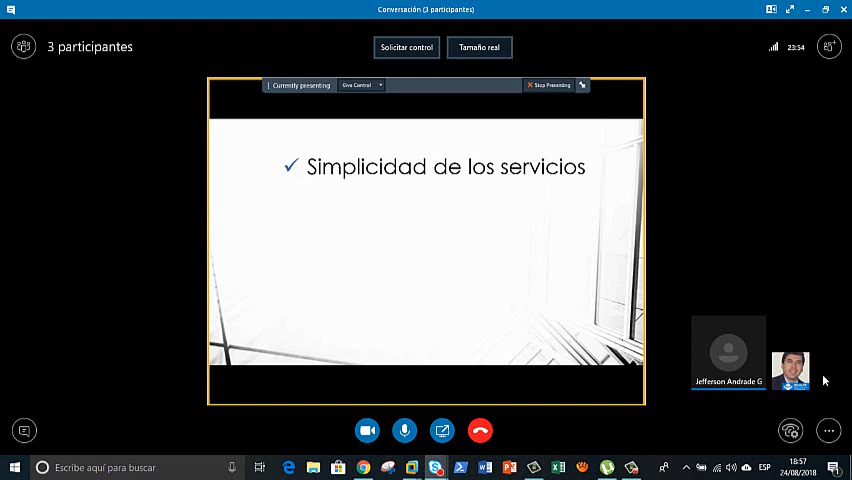 Conversación (3 participantes)
3 participantes
Solicitar control
Tamaño real
23:54
Currently presenting
Give Control
Stop Presenting
✓ Simplicidad de los servicios
Jefferson Andrade G
Escribe aquí para buscar
ESP
18:57
24/08/2018